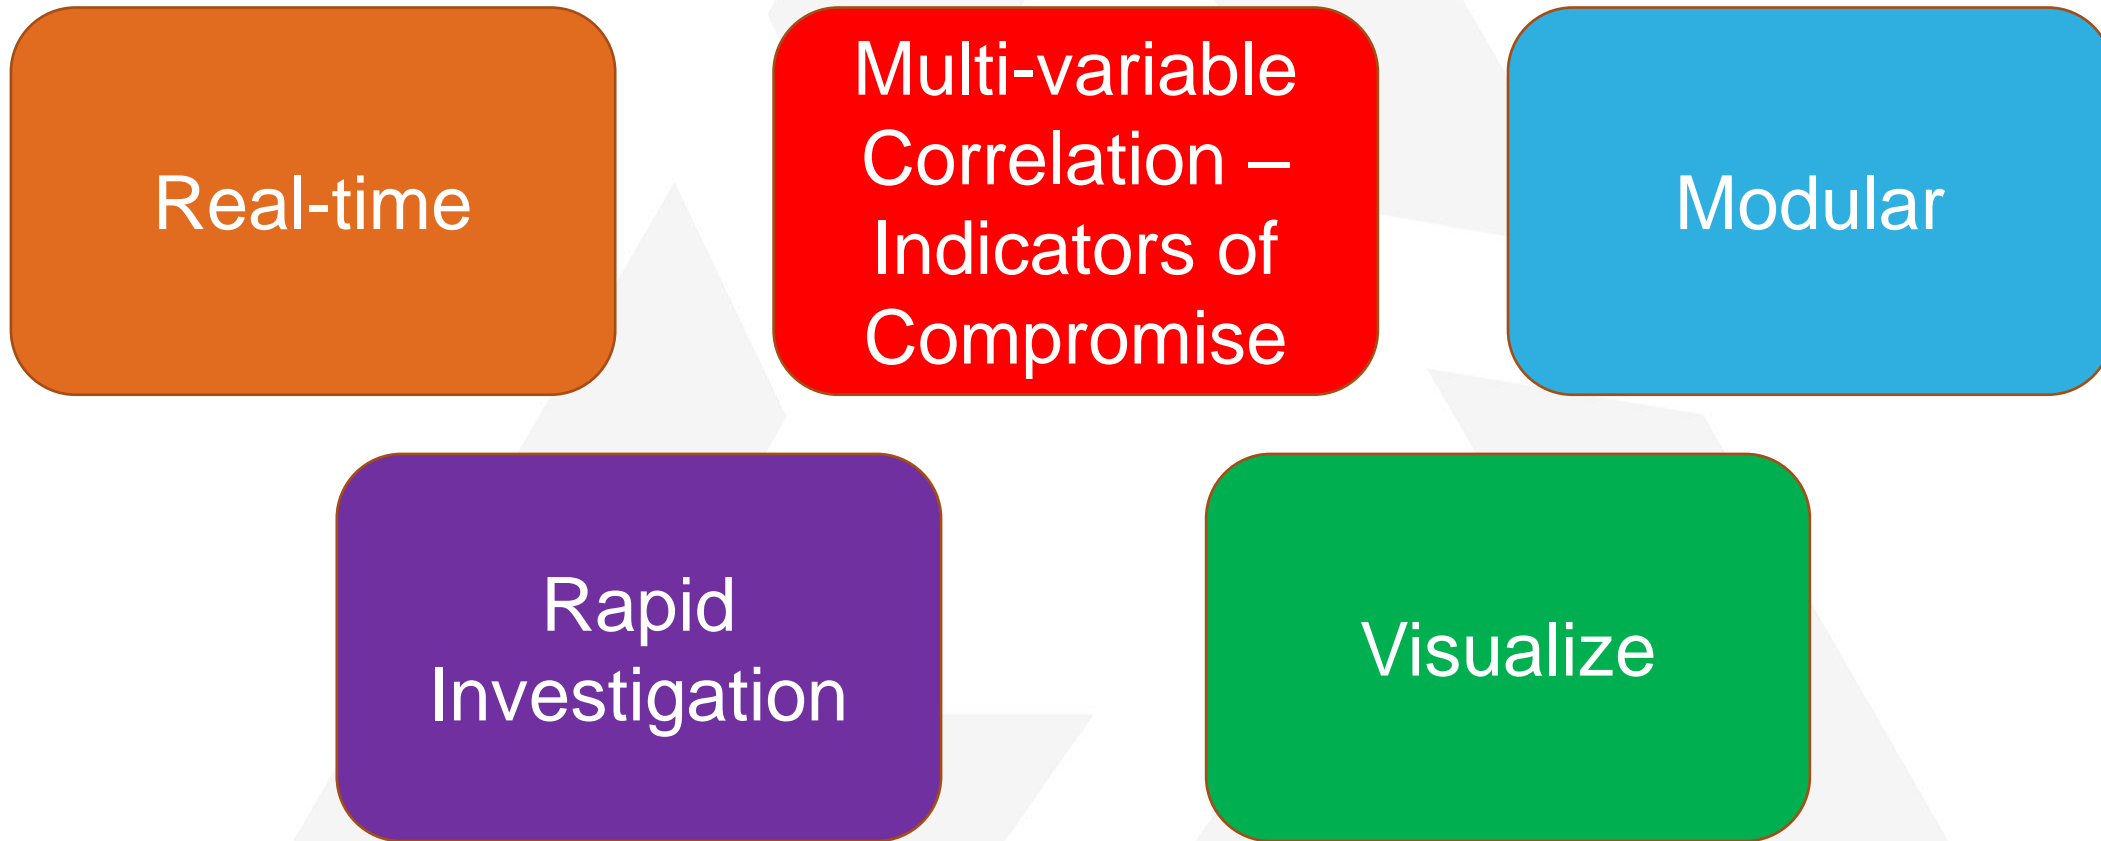 Real-time
Multi-variable
Correlation –
Indicators of
Compromise
Modular
Rapid
Investigation
Visualize